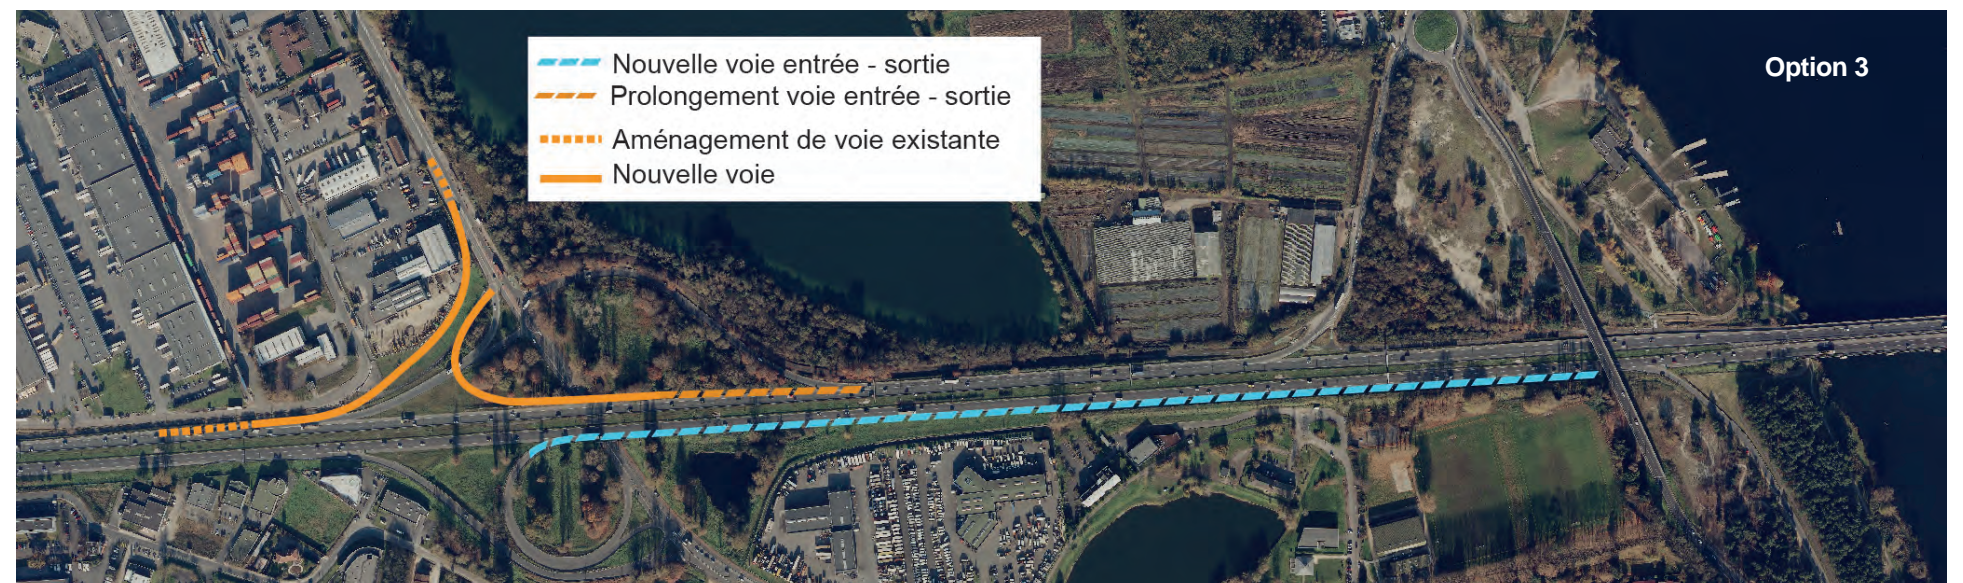 Nouvelle voie entrée - sortie
Prolongement voie entrée - sortie
Aménagement de voie existante
Nouvelle voie
Option 3